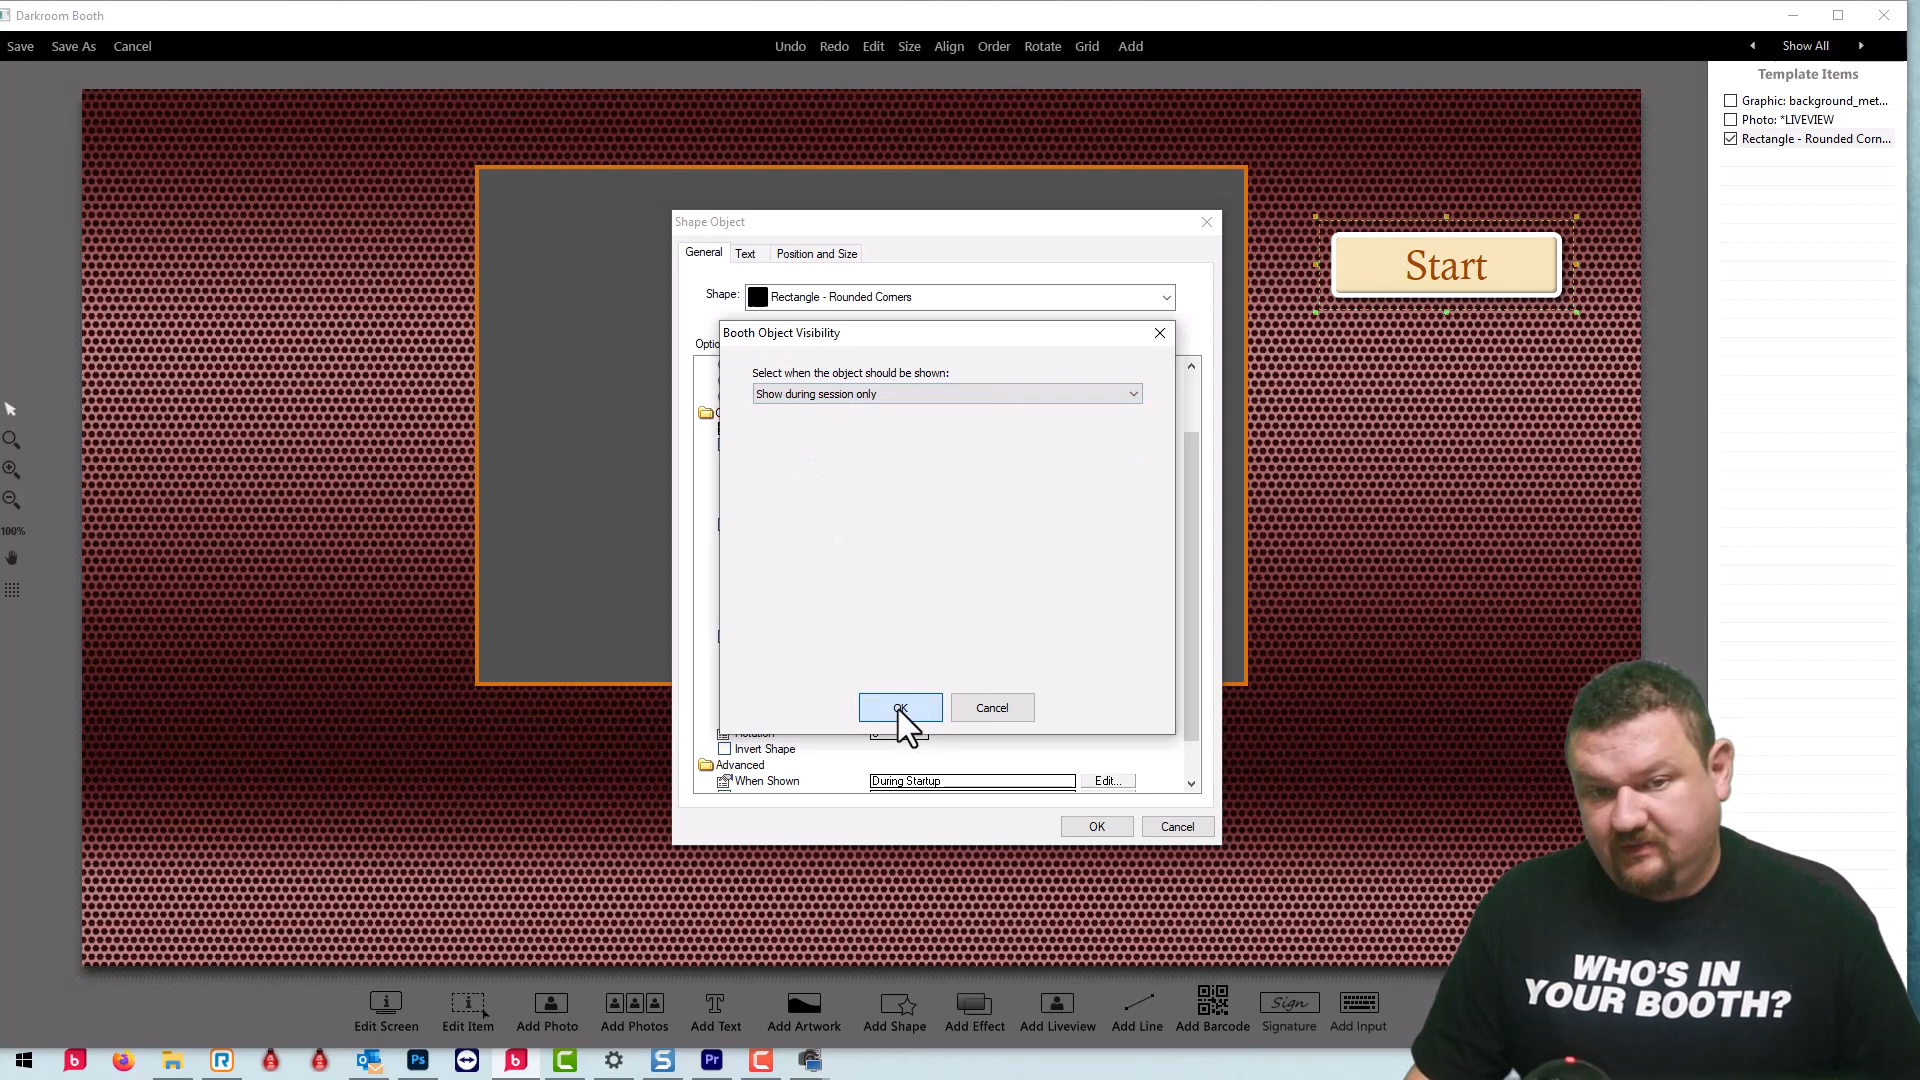 Darkroom Booth
Save Save As Cancel
Undo Redo Edit Size Align Order Rotate Grid Add
Show All
Template Items
Graphic: background_met...
Photo: *LIVEVIEW
Rectangle - Rounded Corn...
Shape Object
General Text Position and Size
Shape: Rectangle - Rounded Corners
Start
Booth Object Visibility
Select when the object should be shown:
Show during session only
100%
OK Cancel
Invert Shape
Advanced
When Shown During Startup Edit...
OK Cancel
WHO'S IN
YOUR BOOTH?
Edit Screen Edit Item Add Photo Add Photos Add Text Add Artwork Add Shape Add Effect Add Liveview Add Line Add Barcode Sign Signature Add Input
b R Ps b C S Pr C